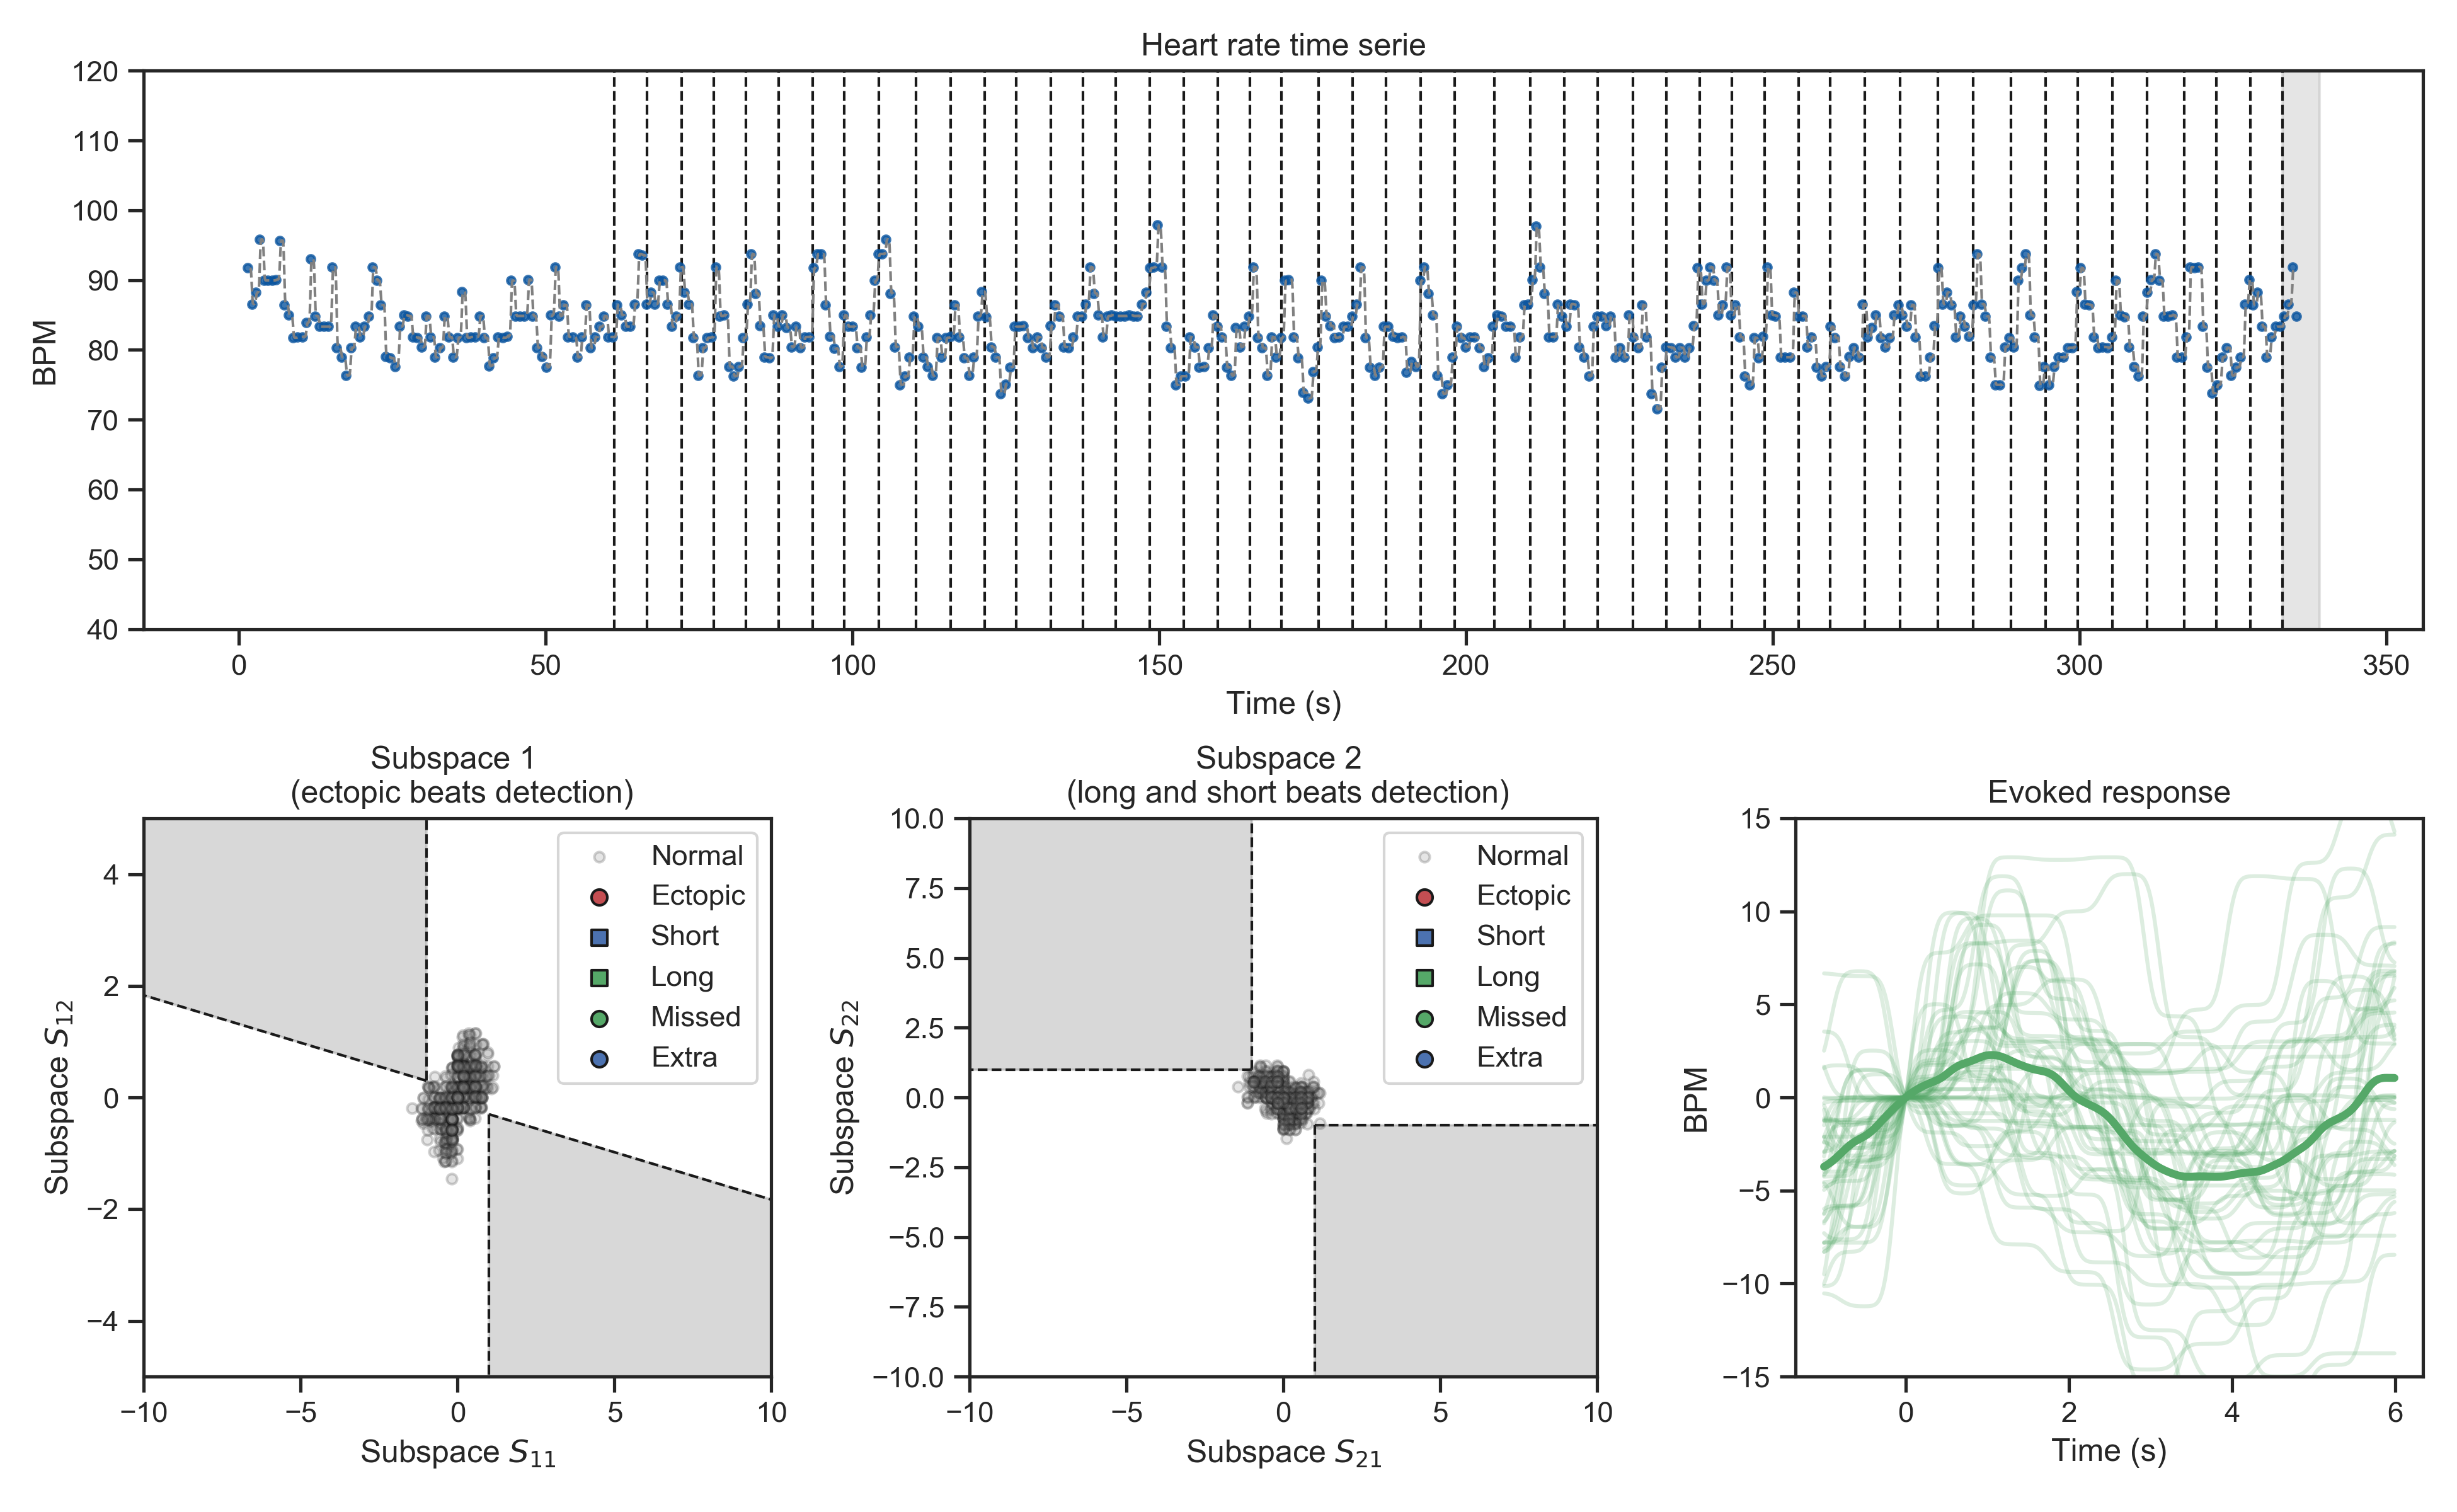 Heart rate time serie
120
110
100
90
80
70
60
50
40
BPM
0 50 100 150 200 250 300 350
Time (s)
Subspace 1
(ectopic beats detection)
4
2
0
−2
−4
Subspace S12
Normal
Ectopic
Short
Long
Missed
Extra
−10 −5 0 5 10
Subspace S11
Subspace 2
(long and short beats detection)
10.0
7.5
5.0
2.5
0.0
−2.5
−5.0
−7.5
−10.0
Subspace S22
Normal
Ectopic
Short
Long
Missed
Extra
−10 −5 0 5 10
Subspace S21
Evoked response
15
10
5
0
−5
−10
−15
BPM
0 2 4 6
Time (s)